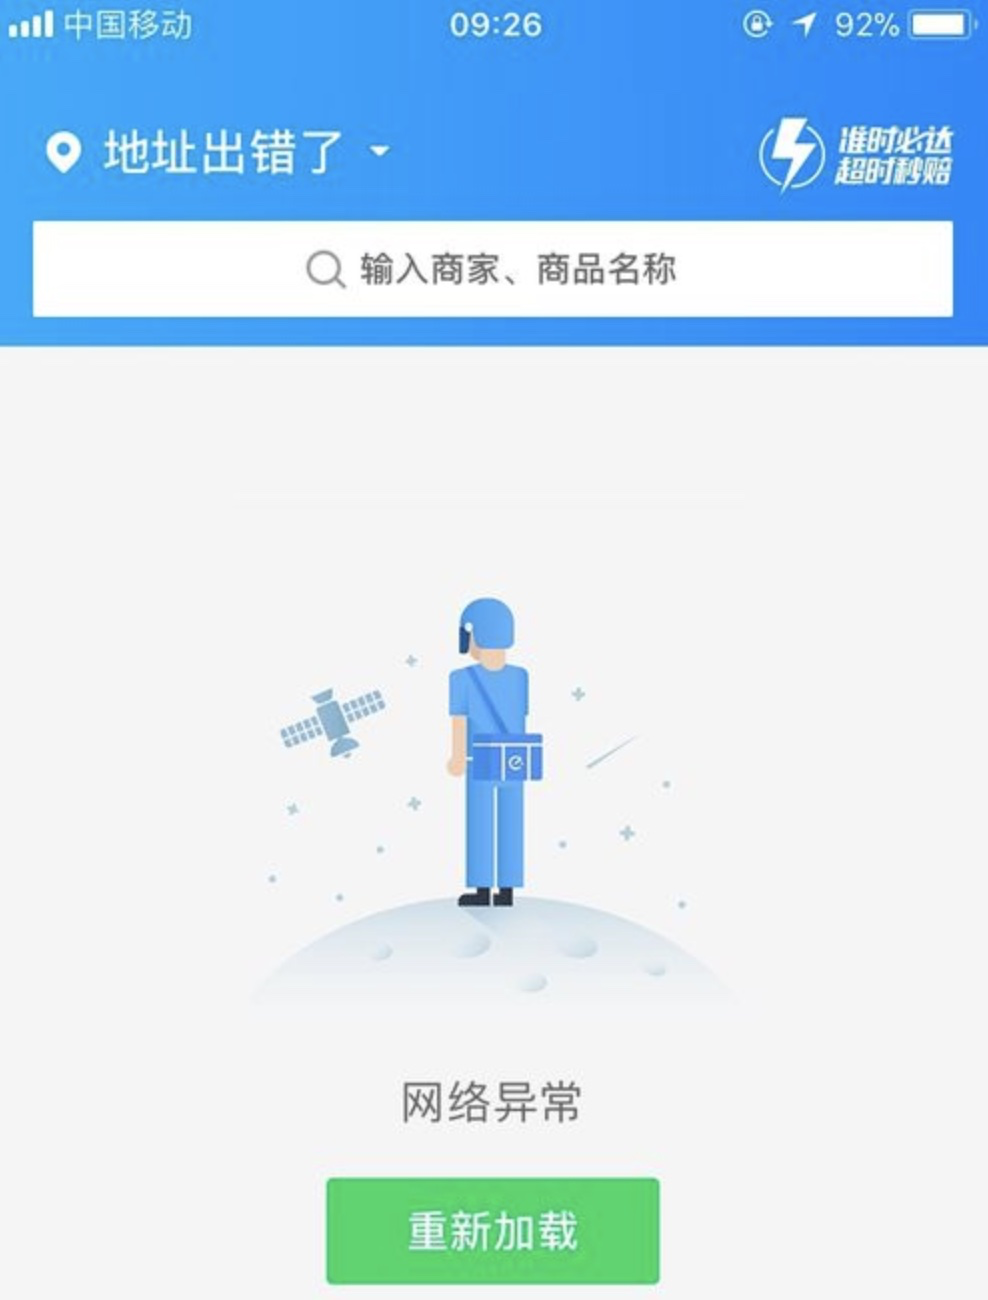 中国移动 09:26 92%
地址出错了
准时必达
超时秒赔
输入商家、商品名称
网络异常
重新加载